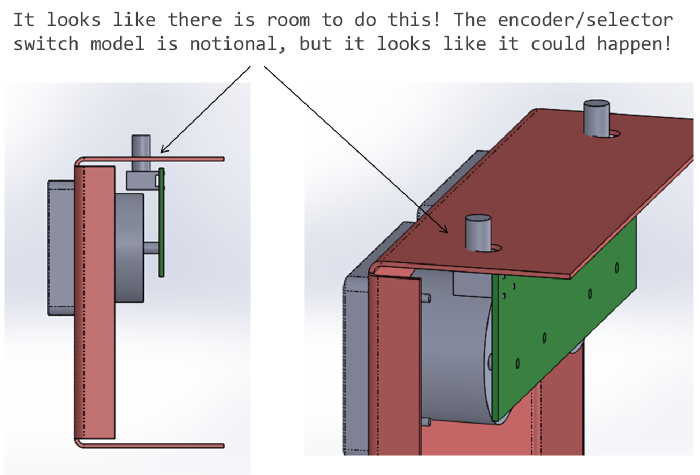 It looks like there is room to do this! The encoder/selector
switch model is notional, but it looks like it could happen!